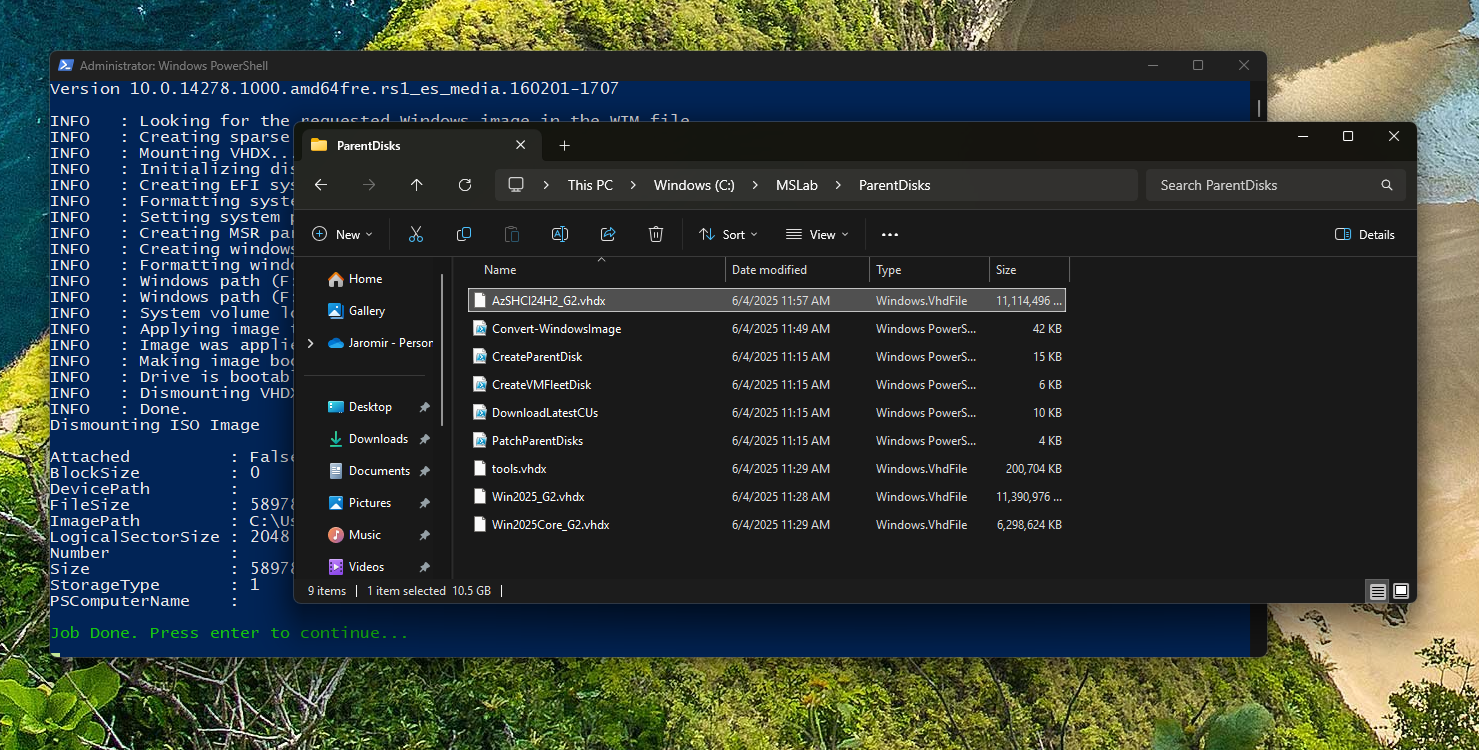 Administrator: Windows PowerShell
Version 10.0.14278.1000.amd64fre.rs1_es_media.160201-1707
INFO : Looking for the requested Windows image in the WIM file
INFO : Creating sparse
INFO : Mounting VHDX...
INFO : Initializing dis
INFO : Creating EFI sys
INFO : Formatting syste
INFO : Setting system p
INFO : Creating MSR par
INFO : Creating windows
INFO : Formatting windo
INFO : Windows path (F:
INFO : Windows path (F:
INFO : System volume lo
INFO : Applying image t
INFO : Image was applie
INFO : Making image boo
INFO : Drive is bootabl
INFO : Dismounting VHDX
INFO : Done.
Dismounting ISO Image
Attached : False
BlockSize : 0
DevicePath :
FileSize : 58978
ImagePath : C:\Us
LogicalSectorSize : 2048
Number :
Size : 58978
StorageType : 1
PSComputerName :
Job Done. Press enter to continue...
ParentDisks
This PC > Windows (C:) > MSLab > ParentDisks
Search ParentDisks
New
Sort
View
Details
Home
Gallery
Jaromir - Person
Desktop
Downloads
Documents
Pictures
Music
Videos
Name Date modified Type Size
AzSHCI24H2_G2.vhdx 6/4/2025 11:57 AM Windows.VhdFile 11,114,496 ...
Convert-WindowsImage 6/4/2025 11:49 AM Windows PowerS... 42 KB
CreateParentDisk 6/4/2025 11:15 AM Windows PowerS... 15 KB
CreateVMFleetDisk 6/4/2025 11:15 AM Windows PowerS... 6 KB
DownloadLatestCUs 6/4/2025 11:15 AM Windows PowerS... 10 KB
PatchParentDisks 6/4/2025 11:15 AM Windows PowerS... 4 KB
tools.vhdx 6/4/2025 11:29 AM Windows.VhdFile 200,704 KB
Win2025_G2.vhdx 6/4/2025 11:28 AM Windows.VhdFile 11,390,976 ...
Win2025Core_G2.vhdx 6/4/2025 11:29 AM Windows.VhdFile 6,298,624 KB
9 items | 1 item selected 10.5 GB |